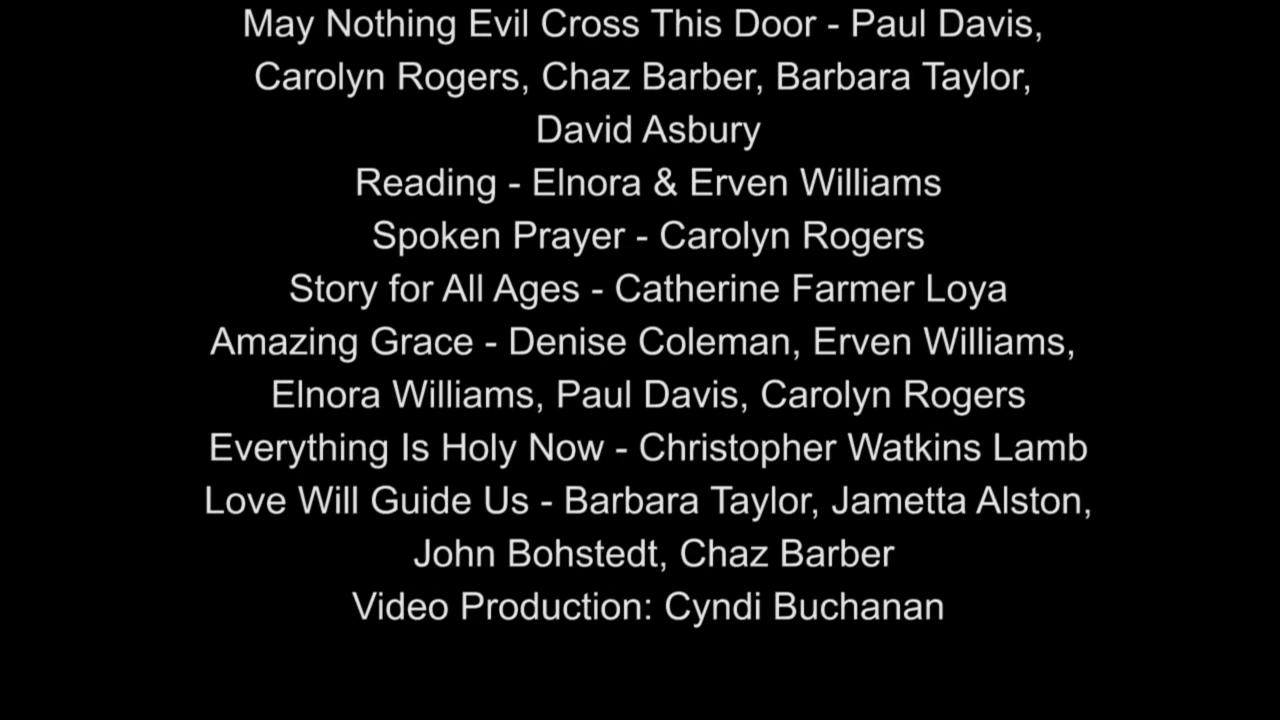 May Nothing Evil Cross This Door - Paul Davis,
Carolyn Rogers, Chaz Barber, Barbara Taylor,
David Asbury
Reading - Elnora & Erven Williams
Spoken Prayer - Carolyn Rogers
Story for All Ages - Catherine Farmer Loya
Amazing Grace - Denise Coleman, Erven Williams,
Elnora Williams, Paul Davis, Carolyn Rogers
Everything Is Holy Now - Christopher Watkins Lamb
Love Will Guide Us - Barbara Taylor, Jametta Alston,
John Bohstedt, Chaz Barber
Video Production: Cyndi Buchanan